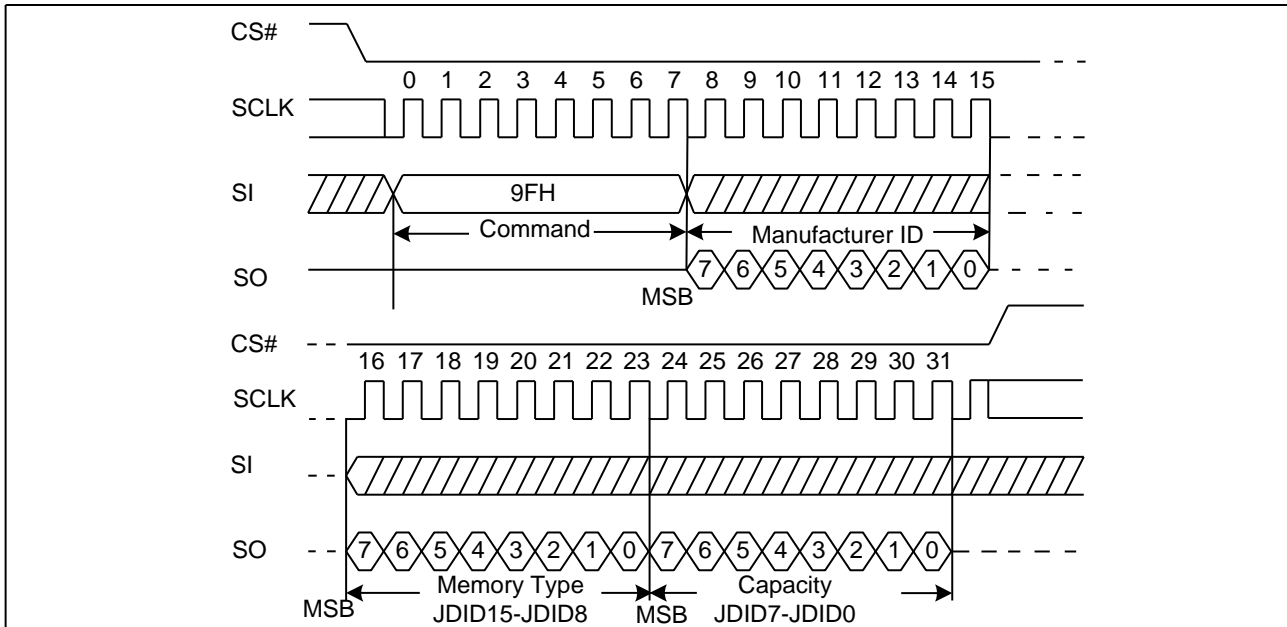 CS#
0 1 2 3 4 5 6 7 8 9 10 11 12 13 14 15
SCLK
SI 9FH
Command Manufacturer ID
SO 7 6 5 4 3 2 1 0
MSB
CS#
16 17 18 19 20 21 22 23 24 25 26 27 28 29 30 31
SCLK
SI
SO 7 6 5 4 3 2 1 0 7 6 5 4 3 2 1 0
Memory Type Capacity
MSB JDID15-JDID8 MSB JDID7-JDID0